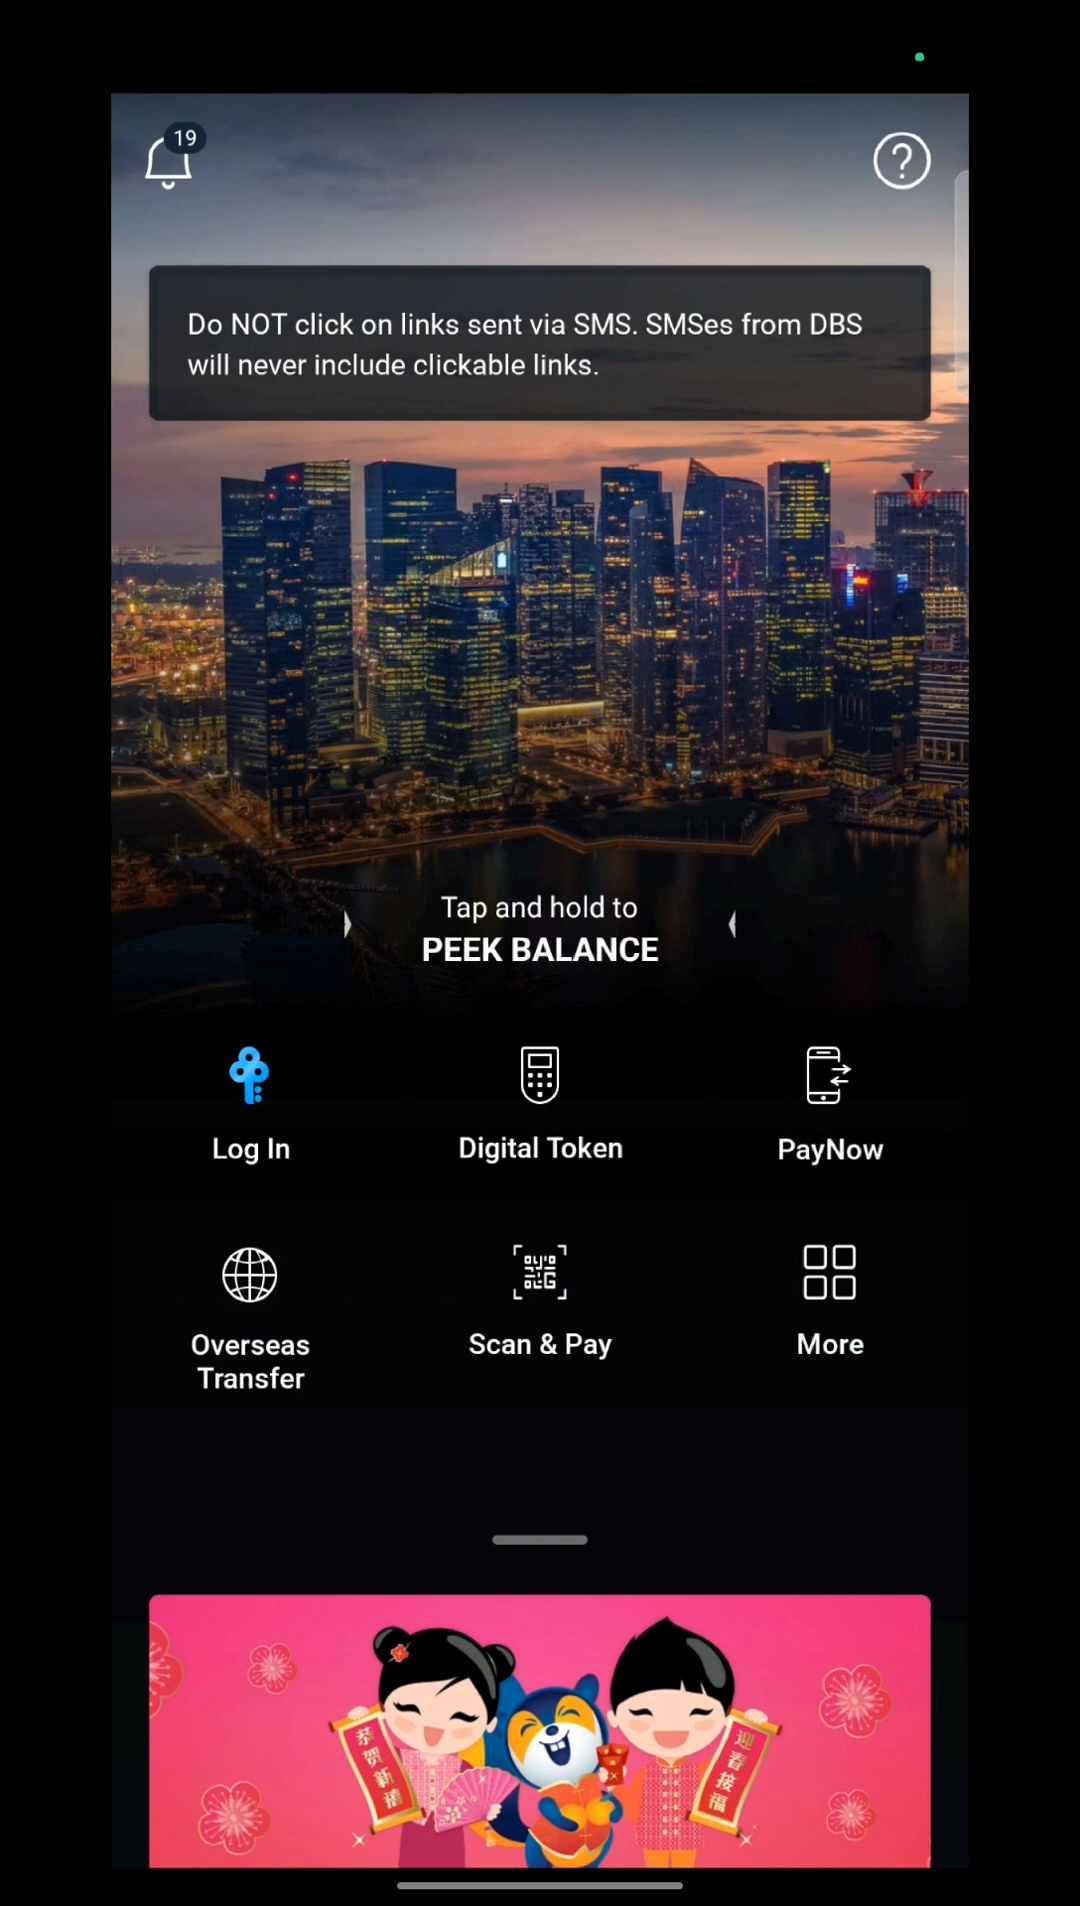 19
?
Do NOT click on links sent via SMS. SMSes from DBS
will never include clickable links.
Tap and hold to
PEEK BALANCE
Log In
Digital Token
PayNow
Overseas
Transfer
Scan & Pay
More
恭贺新禧
迎春接福